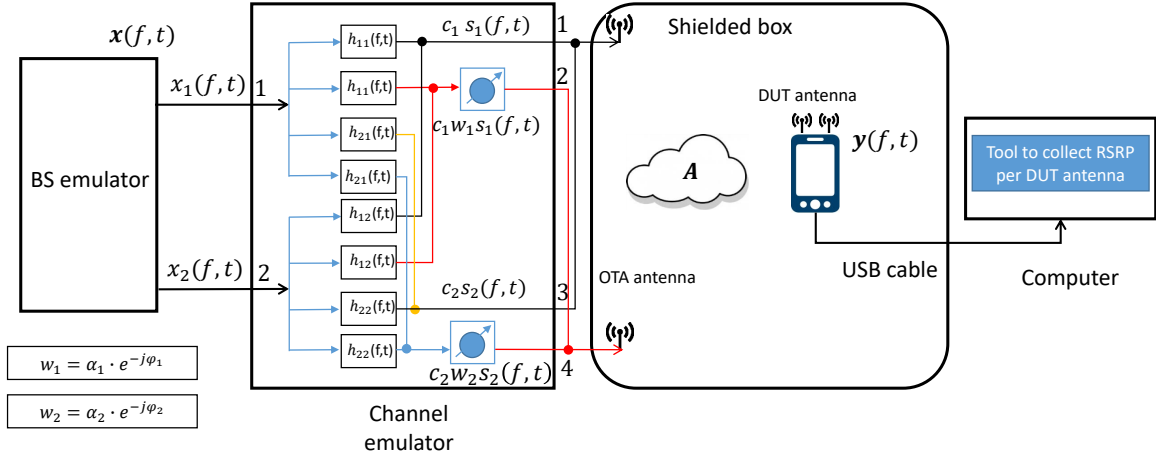 𝒙(𝑓, 𝑡)
𝑥₁(𝑓, 𝑡)
1
BS emulator
𝑥₂(𝑓, 𝑡)
2
𝑤₁ = 𝛼₁ · 𝑒^{−𝑗𝜑₁}
𝑤₂ = 𝛼₂ · 𝑒^{−𝑗𝜑₂}
ℎ₁₁(f,t)
ℎ₁₁(f,t)
ℎ₂₁(f,t)
ℎ₂₁(f,t)
ℎ₁₂(f,t)
ℎ₁₂(f,t)
ℎ₂₂(f,t)
ℎ₂₂(f,t)
𝑐₁ 𝑠₁(𝑓, 𝑡)
1
2
𝑐₁𝑤₁𝑠₁(𝑓, 𝑡)
𝑐₂𝑠₂(𝑓, 𝑡)
3
𝑐₂𝑤₂𝑠₂(𝑓, 𝑡)
4
Channel
emulator
Shielded box
DUT antenna
𝒚(𝑓, 𝑡)
𝑨
OTA antenna
USB cable
Tool to collect RSRP
per DUT antenna
Computer